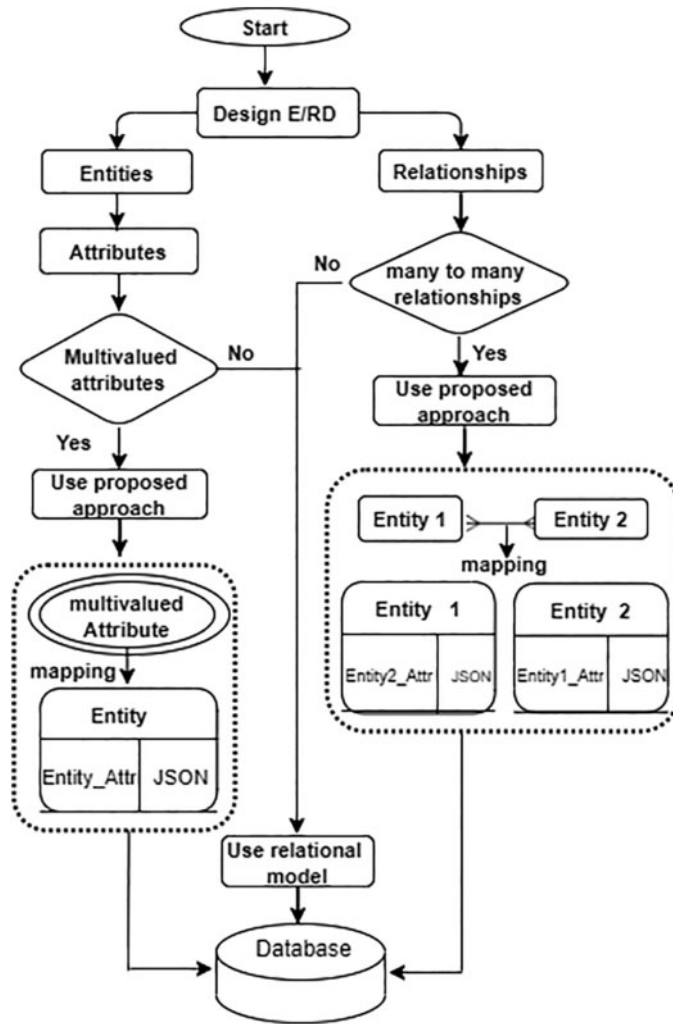 Start
Design E/RD
Entities
Relationships
Attributes
No
many to many
relationships
Multivalued
attributes
No
Yes
Use proposed
approach
Yes
Use proposed
approach
Entity 1
Entity 2
mapping
multivalued
Attribute
mapping
Entity 1
Entity 2
Entity2_Attr
JSON
Entity1_Attr
JSON
Entity
Entity_Attr
JSON
Use relational
model
Database